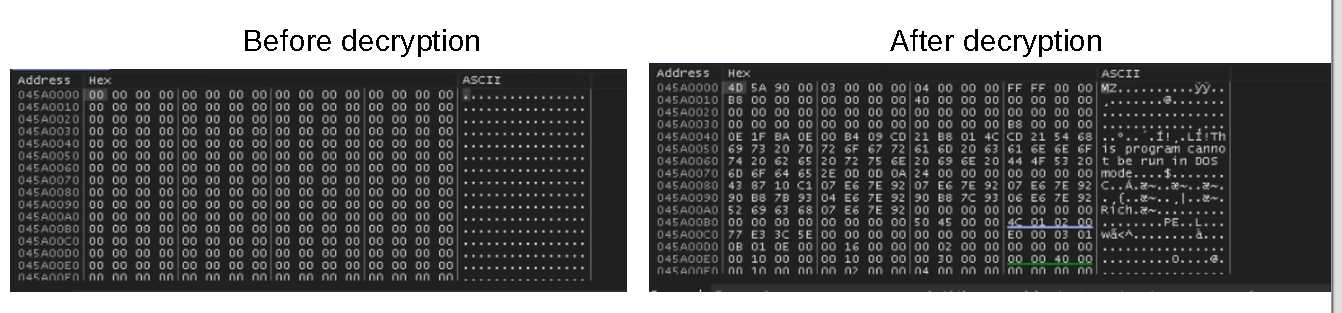 Before decryption
Address Hex ASCII
045A0000 00 00 00 00 00 00 00 00 00 00 00 00 00 00 00 00 ................
045A0010 00 00 00 00 00 00 00 00 00 00 00 00 00 00 00 00 ................
045A0020 00 00 00 00 00 00 00 00 00 00 00 00 00 00 00 00 ................
045A0030 00 00 00 00 00 00 00 00 00 00 00 00 00 00 00 00 ................
045A0040 00 00 00 00 00 00 00 00 00 00 00 00 00 00 00 00 ................
045A0050 00 00 00 00 00 00 00 00 00 00 00 00 00 00 00 00 ................
045A0060 00 00 00 00 00 00 00 00 00 00 00 00 00 00 00 00 ................
045A0070 00 00 00 00 00 00 00 00 00 00 00 00 00 00 00 00 ................
045A0080 00 00 00 00 00 00 00 00 00 00 00 00 00 00 00 00 ................
045A0090 00 00 00 00 00 00 00 00 00 00 00 00 00 00 00 00 ................
045A00A0 00 00 00 00 00 00 00 00 00 00 00 00 00 00 00 00 ................
045A00B0 00 00 00 00 00 00 00 00 00 00 00 00 00 00 00 00 ................
045A00C0 00 00 00 00 00 00 00 00 00 00 00 00 00 00 00 00 ................
045A00D0 00 00 00 00 00 00 00 00 00 00 00 00 00 00 00 00 ................
045A00E0 00 00 00 00 00 00 00 00 00 00 00 00 00 00 00 00 ................
After decryption
Address Hex ASCII
045A0000 4D 5A 90 00 03 00 00 00 04 00 00 00 FF FF 00 00 MZ..........ÿÿ..
045A0010 B8 00 00 00 00 00 00 00 40 00 00 00 00 00 00 00 ¸.......@.......
045A0020 00 00 00 00 00 00 00 00 00 00 00 00 00 00 00 00 ................
045A0030 00 00 00 00 00 00 00 00 00 00 00 00 B8 00 00 00 ............¸...
045A0040 0E 1F BA 0E 00 B4 09 CD 21 B8 01 4C CD 21 54 68 ..º..´.Í!¸.LÍ!Th
045A0050 69 73 20 70 72 6F 67 72 61 6D 20 63 61 6E 6E 6F is program canno
045A0060 74 20 62 65 20 72 75 6E 20 69 6E 20 44 4F 53 20 t be run in DOS
045A0070 6D 6F 64 65 2E 0D 0D 0A 24 00 00 00 00 00 00 00 mode....$.......
045A0080 43 87 10 C1 07 E6 7E 92 07 E6 7E 92 07 E6 7E 92 C..Á.æ~..æ~..æ~.
045A0090 90 B8 7B 93 04 E6 7E 92 90 B8 7C 93 06 E6 7E 92 .¸{..æ~..¸|..æ~.
045A00A0 52 69 63 68 07 E6 7E 92 00 00 00 00 00 00 00 00 Rich.æ~.........
045A00B0 00 00 00 00 00 00 00 00 50 45 00 00 4C 01 02 00 ........PE..L...
045A00C0 77 E3 3C 5E 00 00 00 00 00 00 00 00 E0 00 03 01 wã<^........à...
045A00D0 0B 01 0E 00 00 16 00 00 00 02 00 00 00 00 00 00 ................
045A00E0 00 10 00 00 00 10 00 00 00 30 00 00 00 00 40 00 .........0....@.
045A00F0 00 10 00 00 00 02 00 00 04 00 00 00 00 00 00 00 ................